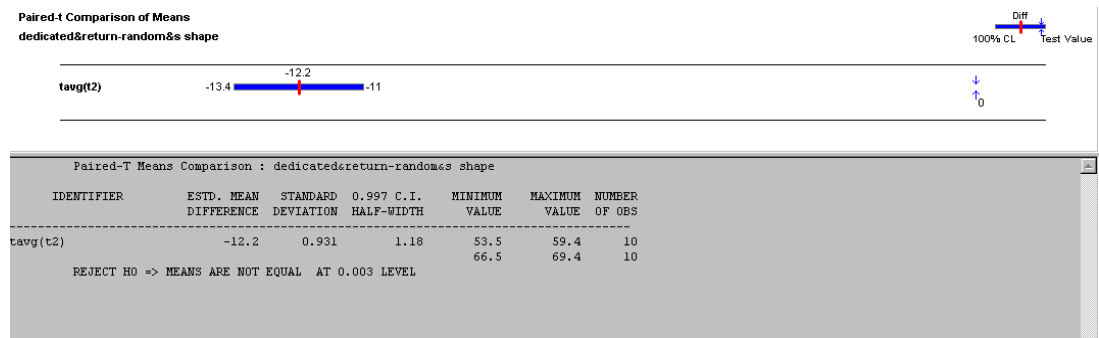 Paired-t Comparison of Means
dedicated&return-random&s shape
Diff
100% CL Test Value
-12.2
tavg(t2) -13.4 -11
0
Paired-T Means Comparison : dedicated&return-random&s shape
IDENTIFIER ESTD. MEAN STANDARD 0.997 C.I. MINIMUM MAXIMUM NUMBER
DIFFERENCE DEVIATION HALF-WIDTH VALUE VALUE OF OBS
tavg(t2) -12.2 0.931 1.18 53.5 59.4 10
66.5 69.4 10
REJECT H0 => MEANS ARE NOT EQUAL AT 0.003 LEVEL